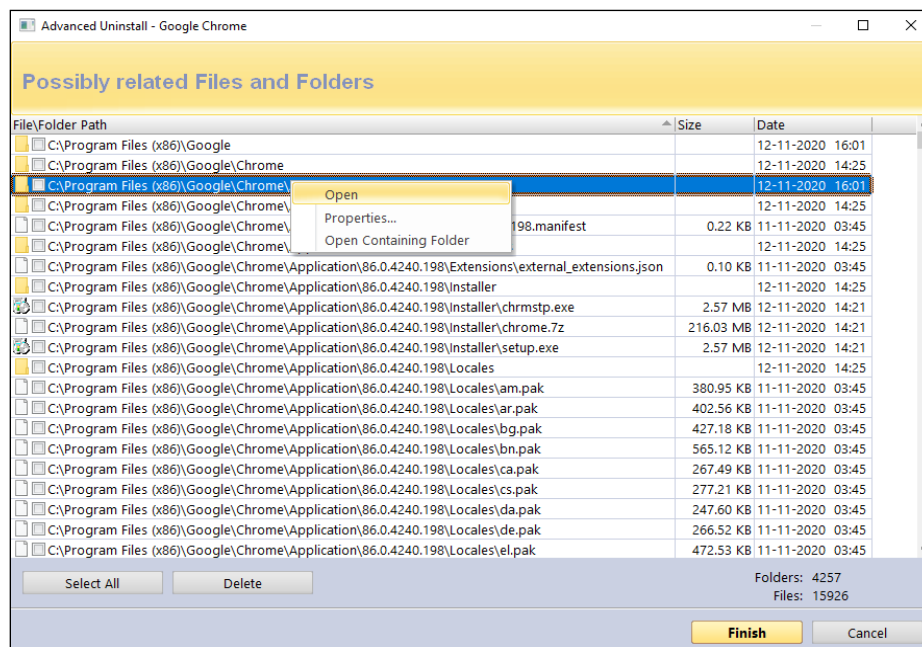 Advanced Uninstall - Google Chrome
Possibly related Files and Folders
File\Folder Path Size Date
C:\Program Files (x86)\Google 12-11-2020 16:01
C:\Program Files (x86)\Google\Chrome 12-11-2020 14:25
C:\Program Files (x86)\Google\Chrome\ 12-11-2020 16:01
Open
C:\Program Files (x86)\Google\Chrome\ 12-11-2020 14:25
Properties...
C:\Program Files (x86)\Google\Chrome\ 198.manifest 0.22 KB 11-11-2020 03:45
Open Containing Folder
C:\Program Files (x86)\Google\Chrome\ 12-11-2020 14:25
C:\Program Files (x86)\Google\Chrome\Application\86.0.4240.198\Extensions\external_extensions.json 0.10 KB 11-11-2020 03:45
C:\Program Files (x86)\Google\Chrome\Application\86.0.4240.198\Installer 12-11-2020 14:25
C:\Program Files (x86)\Google\Chrome\Application\86.0.4240.198\Installer\chrmstp.exe 2.57 MB 12-11-2020 14:21
C:\Program Files (x86)\Google\Chrome\Application\86.0.4240.198\Installer\chrome.7z 216.03 MB 12-11-2020 14:21
C:\Program Files (x86)\Google\Chrome\Application\86.0.4240.198\Installer\setup.exe 2.57 MB 12-11-2020 14:21
C:\Program Files (x86)\Google\Chrome\Application\86.0.4240.198\Locales 12-11-2020 14:25
C:\Program Files (x86)\Google\Chrome\Application\86.0.4240.198\Locales\am.pak 380.95 KB 11-11-2020 03:45
C:\Program Files (x86)\Google\Chrome\Application\86.0.4240.198\Locales\ar.pak 402.56 KB 11-11-2020 03:45
C:\Program Files (x86)\Google\Chrome\Application\86.0.4240.198\Locales\bg.pak 427.18 KB 11-11-2020 03:45
C:\Program Files (x86)\Google\Chrome\Application\86.0.4240.198\Locales\bn.pak 565.12 KB 11-11-2020 03:45
C:\Program Files (x86)\Google\Chrome\Application\86.0.4240.198\Locales\ca.pak 267.49 KB 11-11-2020 03:45
C:\Program Files (x86)\Google\Chrome\Application\86.0.4240.198\Locales\cs.pak 277.21 KB 11-11-2020 03:45
C:\Program Files (x86)\Google\Chrome\Application\86.0.4240.198\Locales\da.pak 247.60 KB 11-11-2020 03:45
C:\Program Files (x86)\Google\Chrome\Application\86.0.4240.198\Locales\de.pak 266.52 KB 11-11-2020 03:45
C:\Program Files (x86)\Google\Chrome\Application\86.0.4240.198\Locales\el.pak 472.53 KB 11-11-2020 03:45
Select All Delete Folders: 4257
Files: 15926
Finish Cancel